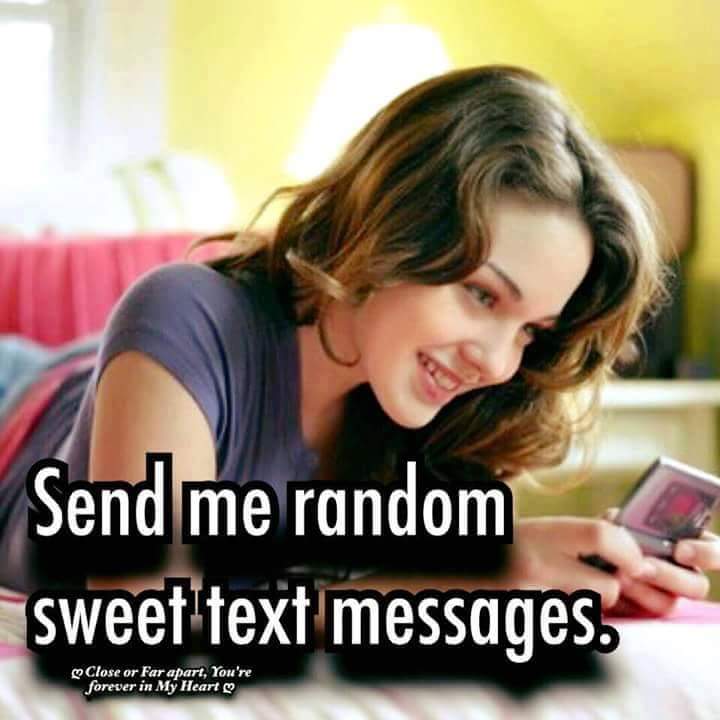 Send me random
sweet text messages.
ღ Close or Far apart, You're
forever in My Heart ღ